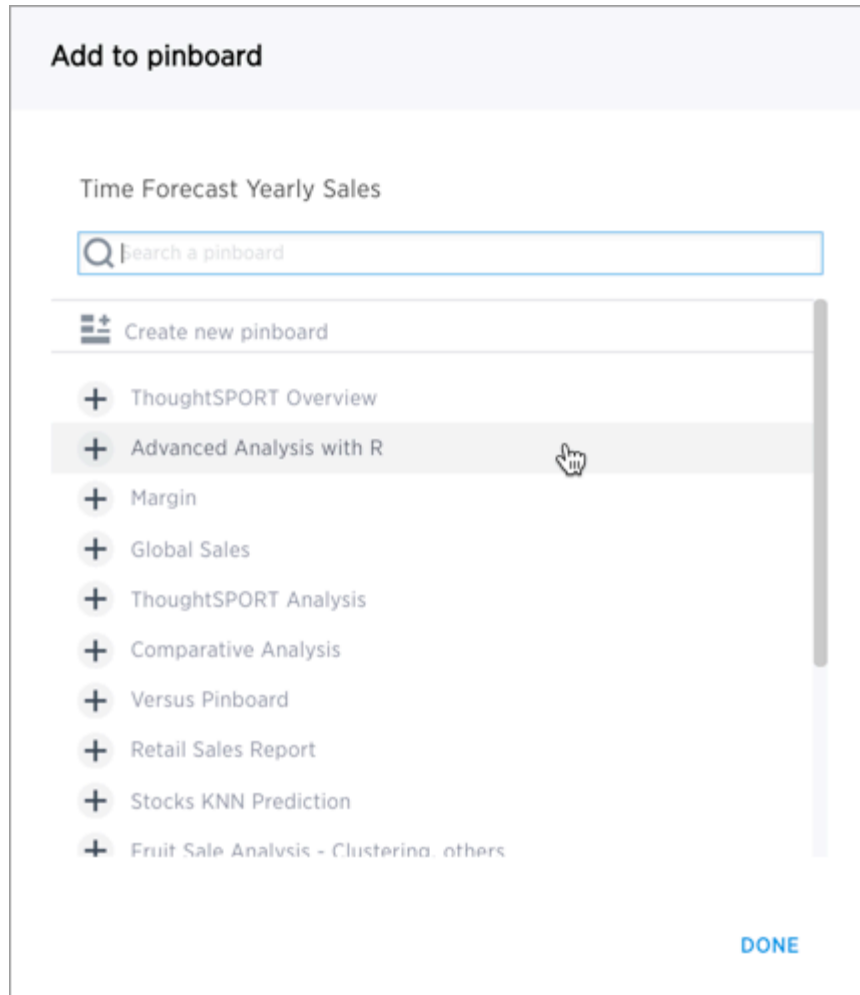 Add to pinboard
Time Forecast Yearly Sales
Search a pinboard
Create new pinboard
ThoughtSPORT Overview
Advanced Analysis with R
Margin
Global Sales
ThoughtSPORT Analysis
Comparative Analysis
Versus Pinboard
Retail Sales Report
Stocks KNN Prediction
Fruit Sale Analysis - Clustering, others
DONE